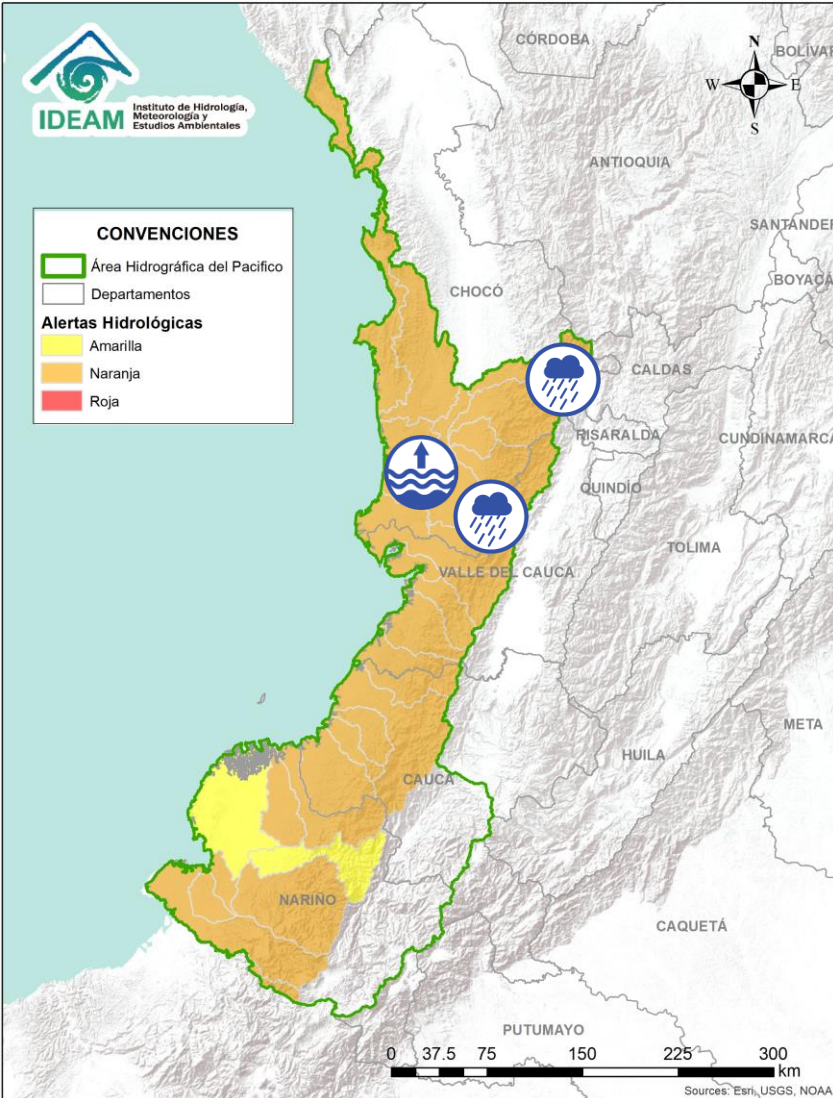 IDEAM
Instituto de Hidrología,
Meteorología y
Estudios Ambientales
CONVENCIONES
Área Hidrográfica del Pacifico
Departamentos
Alertas Hidrológicas
Amarilla
Naranja
Roja
N
W
E
S
CÓRDOBA
BOLÍVAR
ANTIOQUIA
SANTANDER
BOYACÁ
CHOCÓ
CALDAS
RISARALDA
CUNDINAMARCA
QUINDÍO
TOLIMA
VALLE DEL CAUCA
META
HUILA
CAUCA
NARIÑO
CAQUETÁ
PUTUMAYO
0 37.5 75 150 225 300
km
Sources: Esri, USGS, NOAA